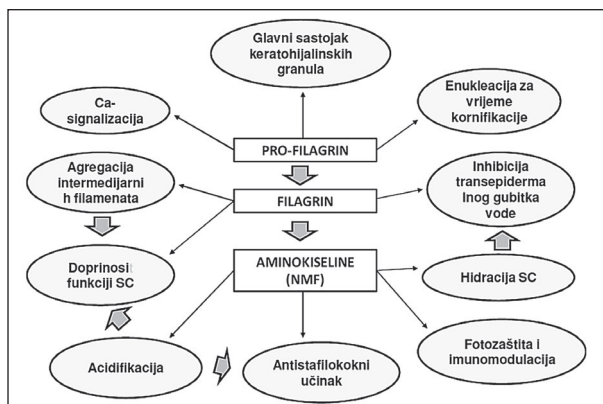 Glavni sastojak
keratohijalinskih
granula
Ca-
signalizacija
Enukleacija za
vrijeme
kornifikacije
PRO-FILAGRIN
Agregacija
intermedijarni
h filamenata
FILAGRIN
Inhibicija
transepiderma
lnog gubitka
vode
Doprinosi
funkciji SC
AMINOKISELINE
(NMF)
Hidracija SC
Acidifikacija
Antistafilokokni
učinak
Fotozaštita i
imunomodulacija